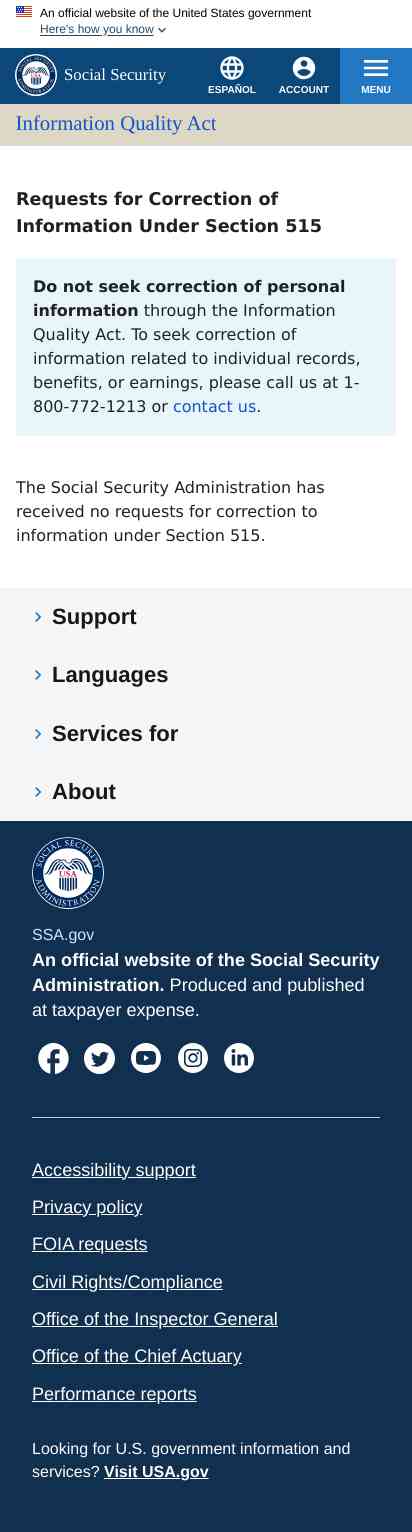 An official website of the United States government
Here's how you know
Social Security
ESPAÑOL
ACCOUNT
MENU
Information Quality Act
Requests for Correction of
Information Under Section 515
Do not seek correction of personal
information through the Information
Quality Act. To seek correction of
information related to individual records,
benefits, or earnings, please call us at 1-
800-772-1213 or contact us.
The Social Security Administration has
received no requests for correction to
information under Section 515.
Support
Languages
Services for
About
SOCIAL SECURITY
USA
ADMINISTRATION
SSA.gov
An official website of the Social Security
Administration. Produced and published
at taxpayer expense.
Accessibility support
Privacy policy
FOIA requests
Civil Rights/Compliance
Office of the Inspector General
Office of the Chief Actuary
Performance reports
Looking for U.S. government information and
services? Visit USA.gov